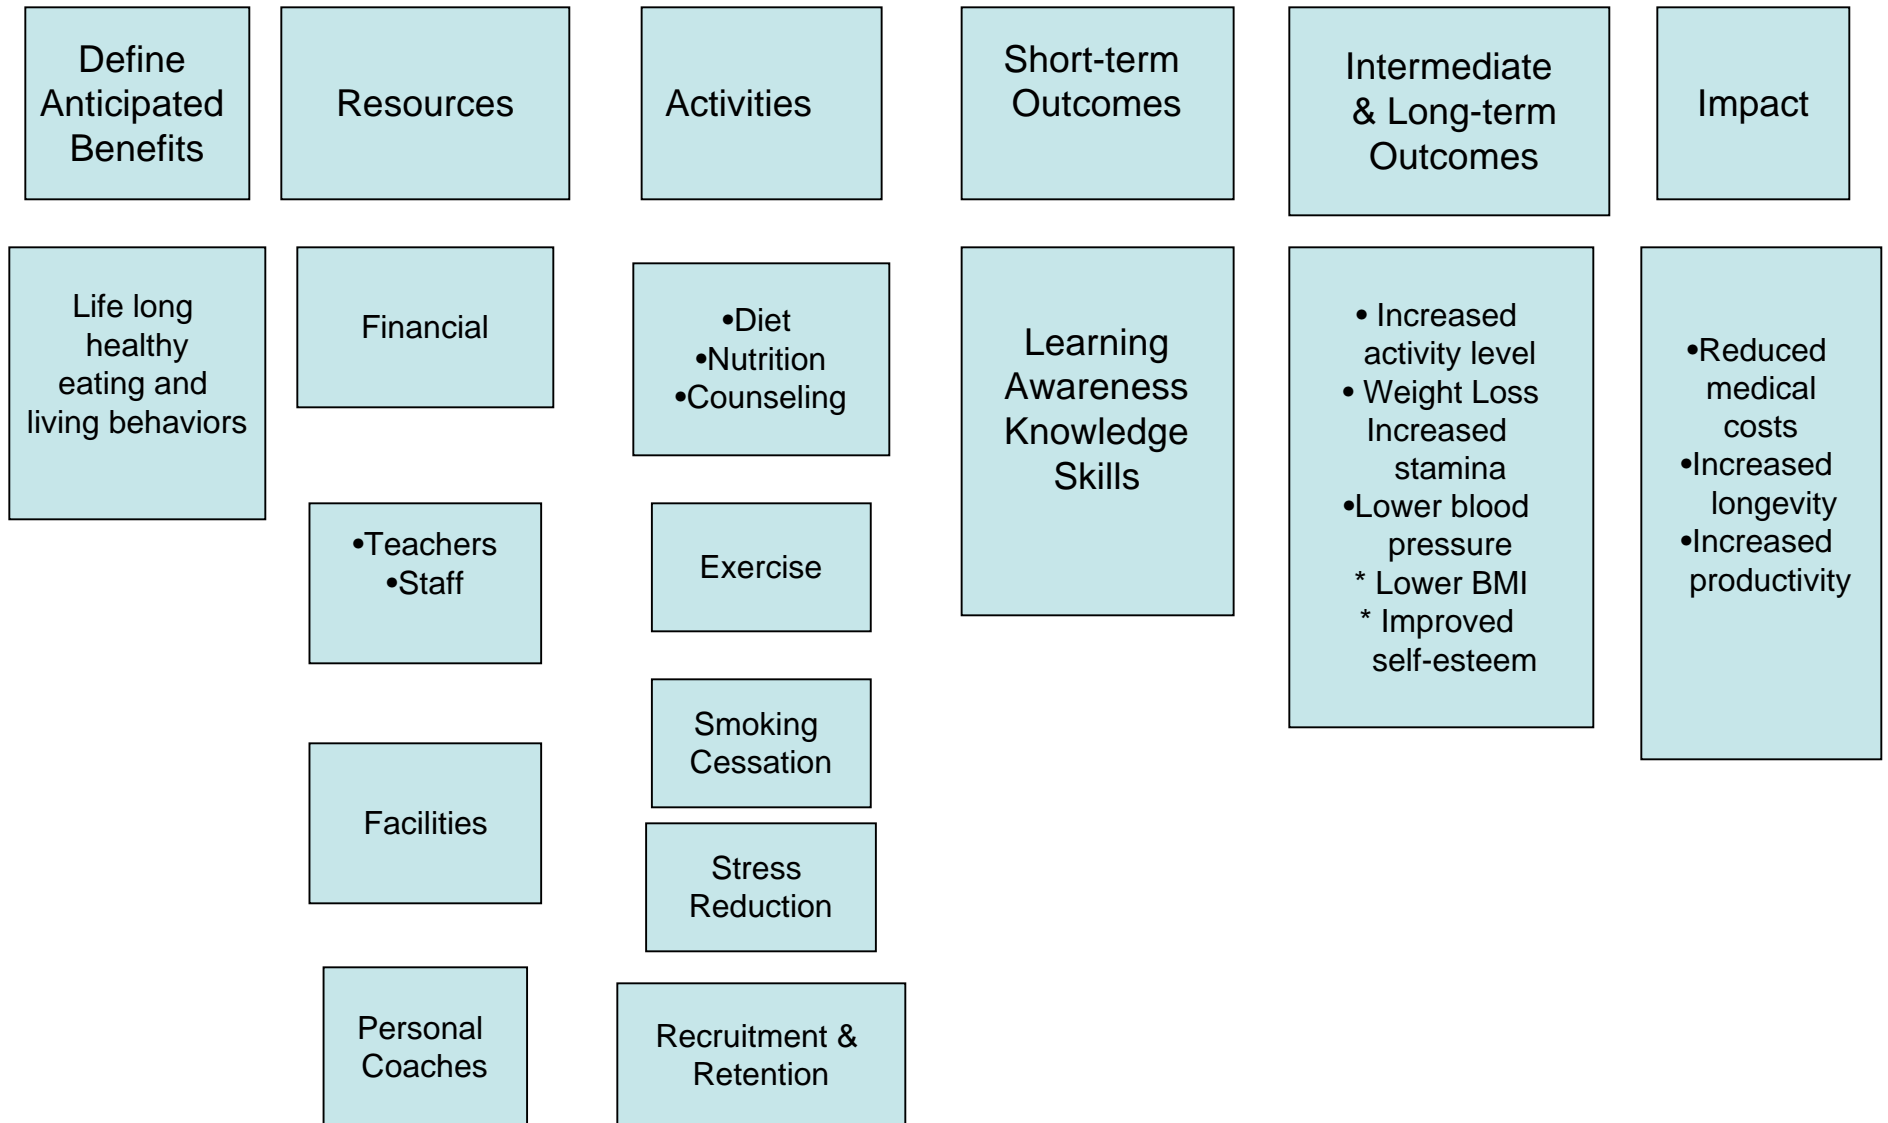 Define
Anticipated
Benefits
Resources
Activities
Short-term
Outcomes
Intermediate
& Long-term
Outcomes
Impact
Life long
healthy
eating and
living behaviors
Financial
•Teachers
•Staff
Facilities
Personal
Coaches
•Diet
•Nutrition
•Counseling
Exercise
Smoking
Cessation
Stress
Reduction
Recruitment &
Retention
Learning
Awareness
Knowledge
Skills
• Increased
activity level
• Weight Loss
Increased
stamina
•Lower blood
pressure
* Lower BMI
* Improved
self-esteem
•Reduced
medical
costs
•Increased
longevity
•Increased
productivity